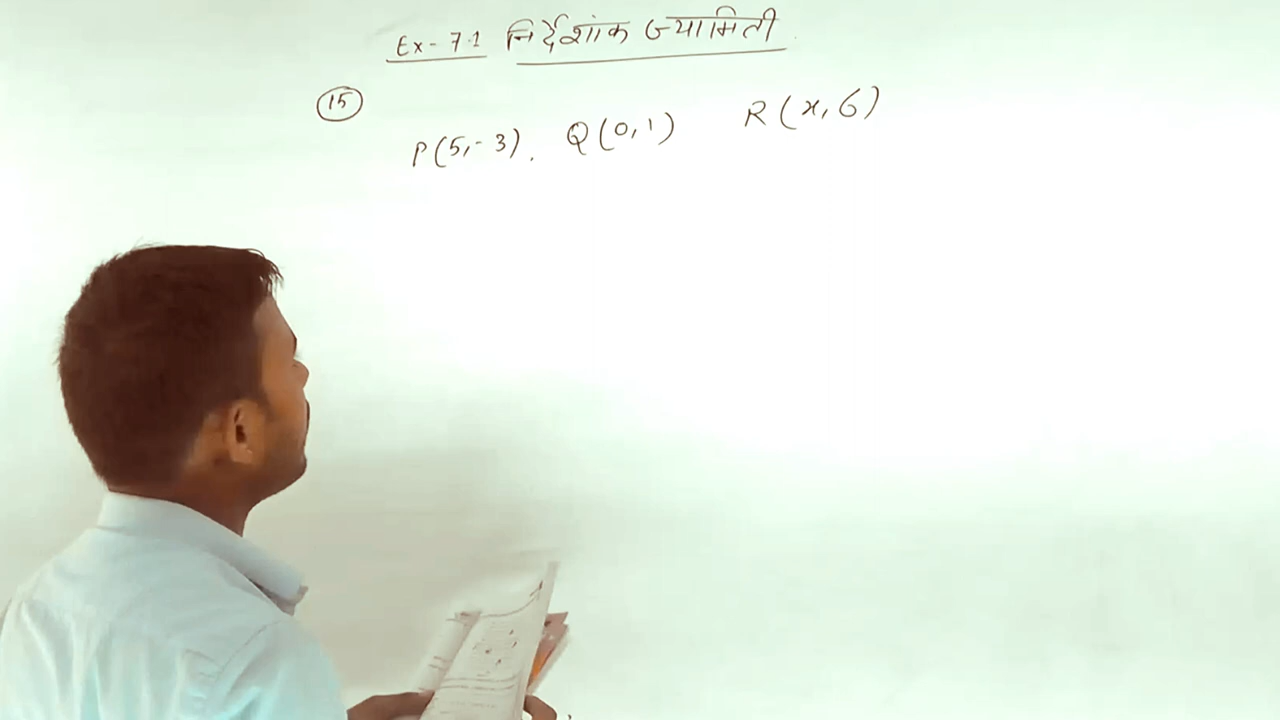 Ex - 7.1 निर्देशांक ज्यामिती
15
P(5,-3). Q(0,1) R(x,6)